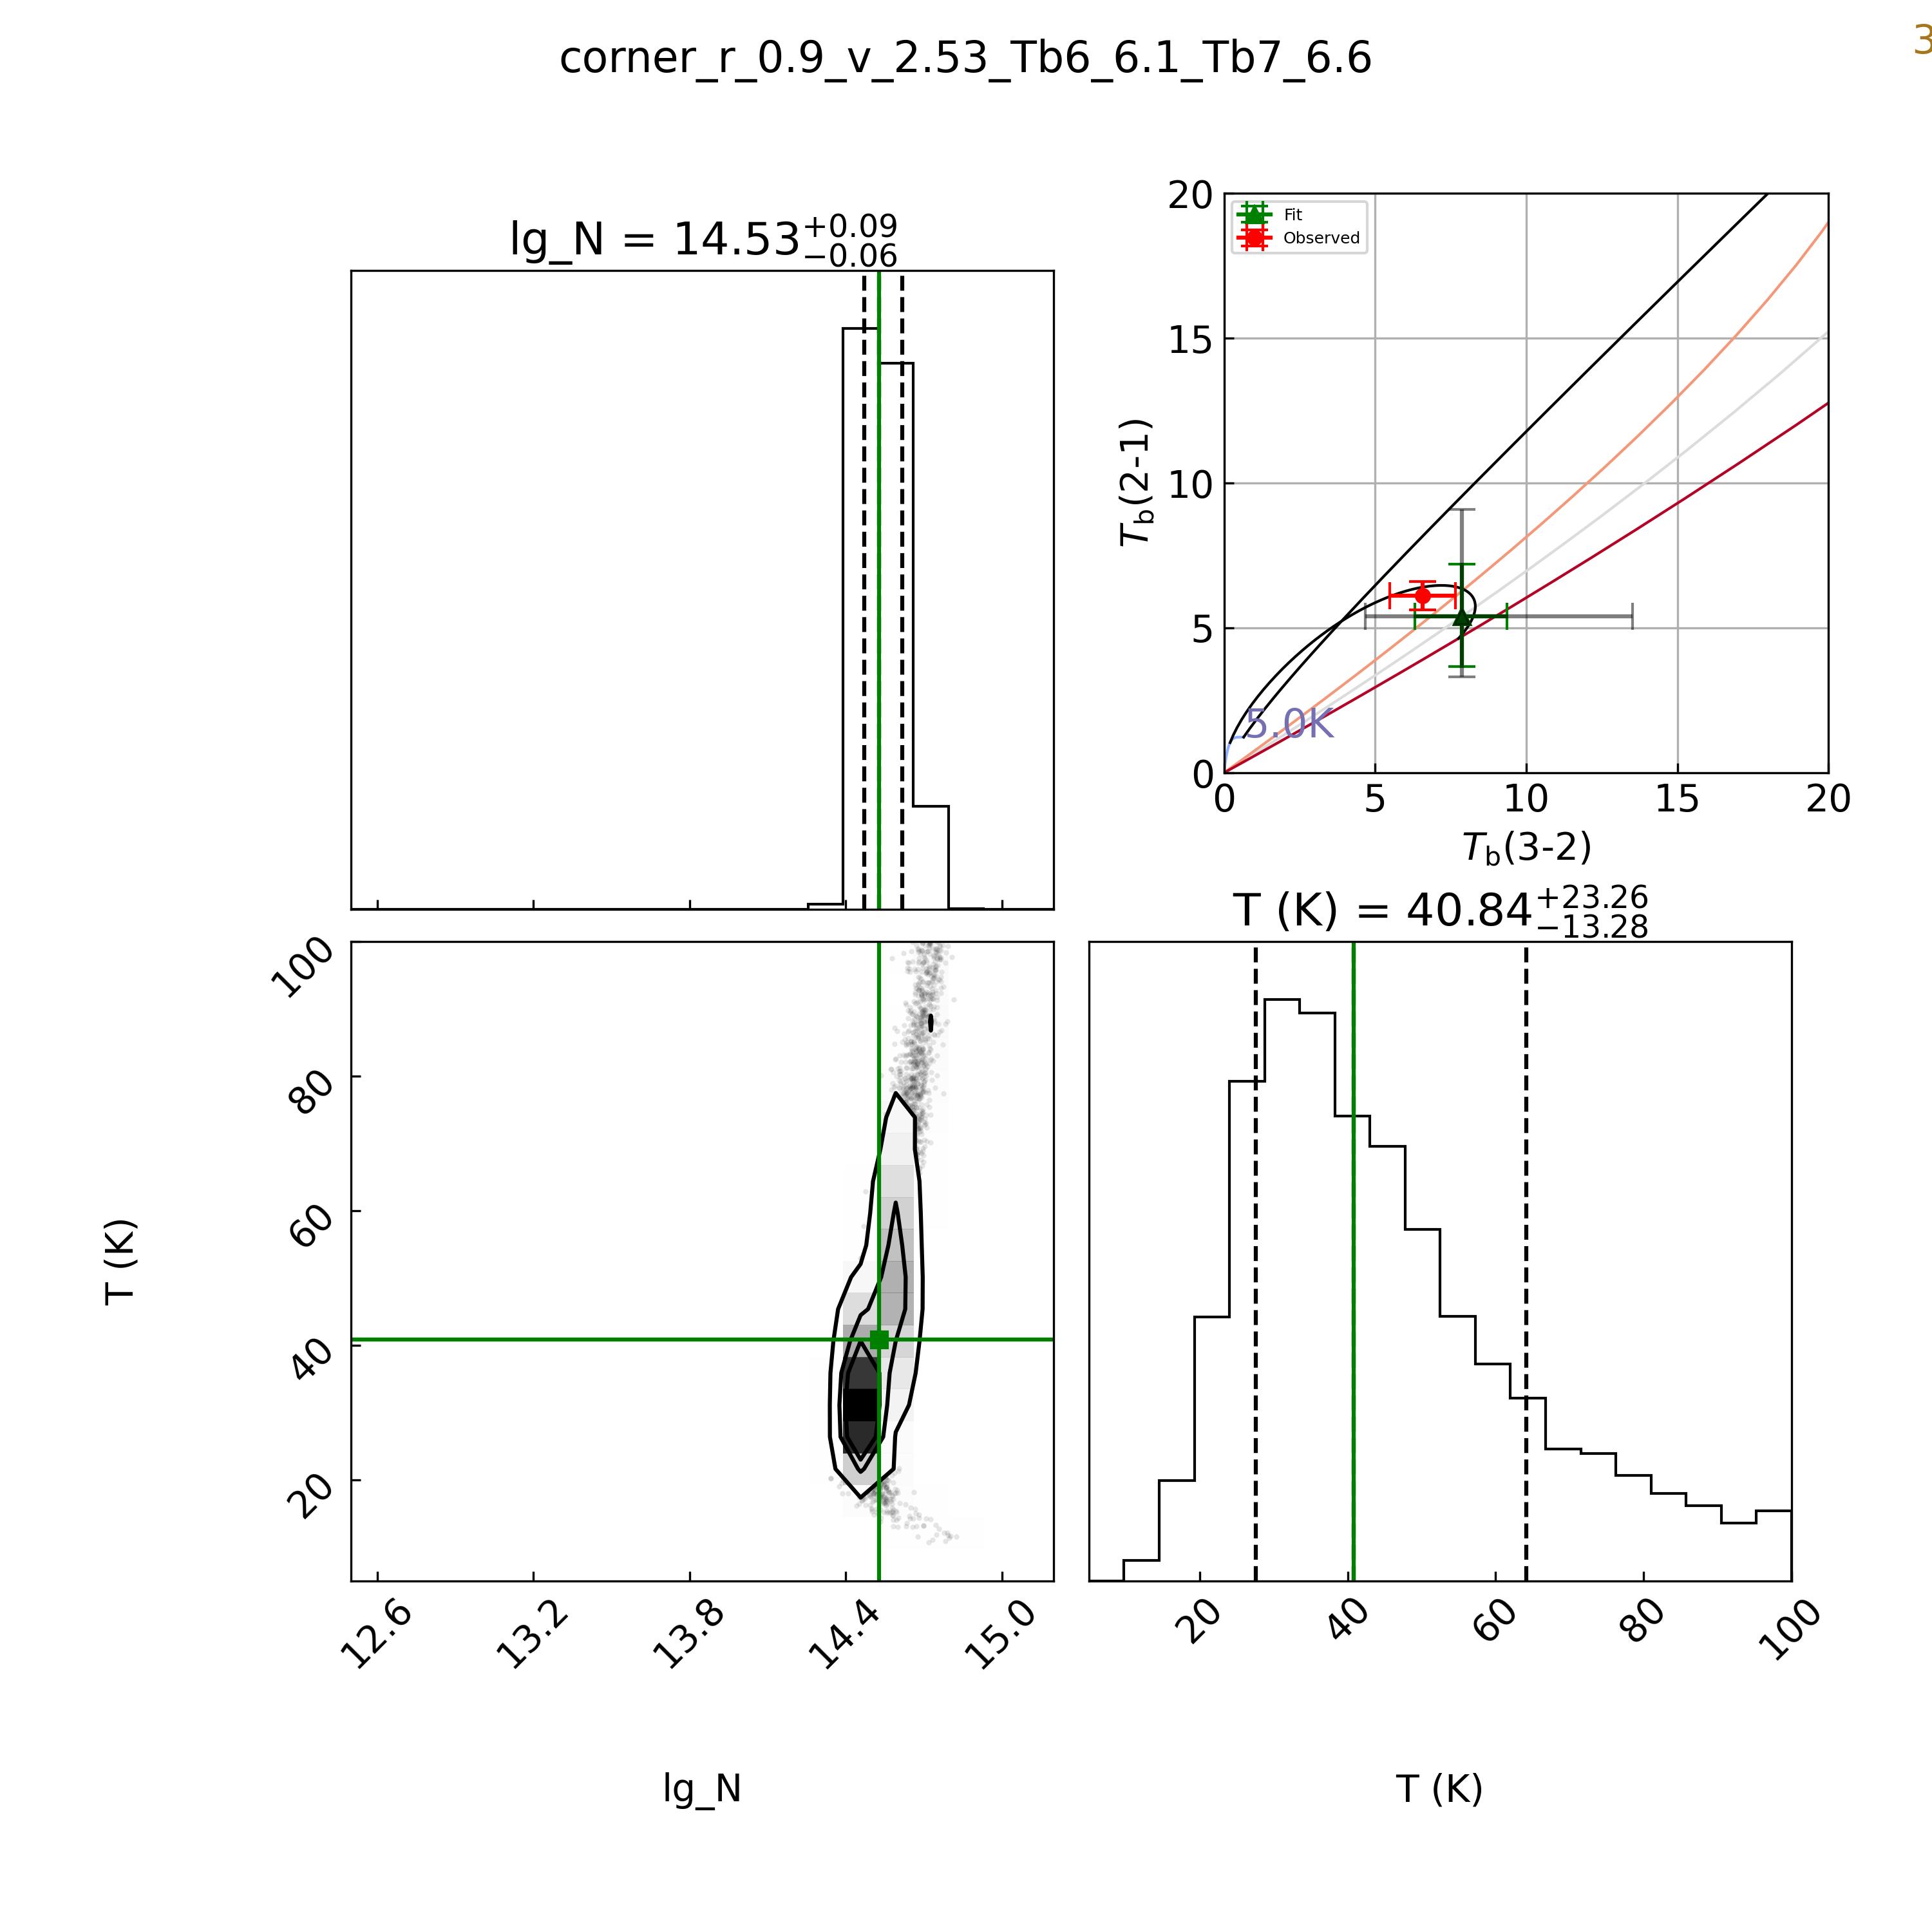 corner_r_0.9_v_2.53_Tb6_6.1_Tb7_6.6
3
lg_N = 14.53+0.09−0.06
20
15
10
5
0
Fit
Observed
5.0K
Tb(2-1)
0 5 10 15 20
Tb(3-2)
T (K) = 40.84+23.26−13.28
100
80
60
40
20
T (K)
12.6 13.2 13.8 14.4 15.0
lg_N
20 40 60 80 100
T (K)